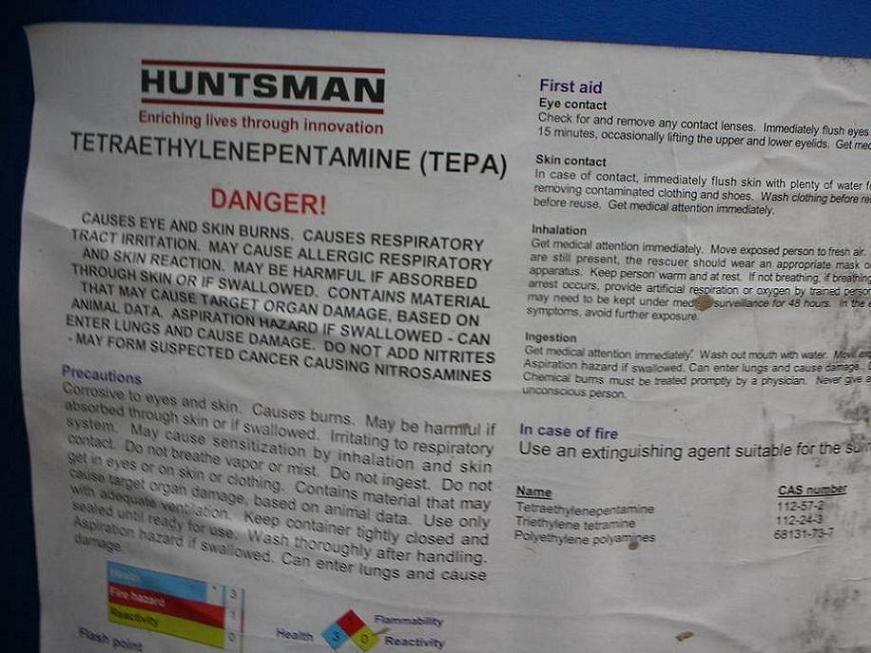 HUNTSMAN
Enriching lives through innovation
TETRAETHYLENEPENTAMINE (TEPA)
DANGER!
CAUSES EYE AND SKIN BURNS. CAUSES RESPIRATORY
TRACT IRRITATION. MAY CAUSE ALLERGIC RESPIRATORY
AND SKIN REACTION. MAY BE HARMFUL IF ABSORBED
THROUGH SKIN OR IF SWALLOWED. CONTAINS MATERIAL
THAT MAY CAUSE TARGET ORGAN DAMAGE, BASED ON
ANIMAL DATA. ASPIRATION HAZARD IF SWALLOWED - CAN
ENTER LUNGS AND CAUSE DAMAGE. DO NOT ADD NITRITES
- MAY FORM SUSPECTED CANCER CAUSING NITROSAMINES
Precautions
Corrosive to eyes and skin. Causes burns. May be harmful if
absorbed through skin or if swallowed. Irritating to respiratory
system. May cause sensitization by inhalation and skin
contact. Do not breathe vapor or mist. Do not ingest. Do not
get in eyes or on skin or clothing. Contains material that may
cause target organ damage, based on animal data. Use only
with adequate ventilation. Keep container tightly closed and
sealed until ready for use. Wash thoroughly after handling.
Aspiration hazard if swallowed. Can enter lungs and cause
damage.
Health * 3
Fire hazard 1
Reactivity 0
Flash point
Flammability
Health 3 0 Reactivity
First aid
Eye contact
Check for and remove any contact lenses. Immediately flush eyes
15 minutes, occasionally lifting the upper and lower eyelids. Get
Skin contact
In case of contact, immediately flush skin with plenty of water
removing contaminated clothing and shoes. Wash clothing before
before reuse. Get medical attention immediately.
Inhalation
Get medical attention immediately. Move exposed person to fresh air.
are still present, the rescuer should wear an appropriate mask
apparatus. Keep person warm and at rest. If not breathing, if breathing
arrest occurs, provide artificial respiration or oxygen by trained
may need to be kept under surveillance for 48 hours. In the
symptoms, avoid further exposure.
Ingestion
Get medical attention immediately. Wash out mouth with water. Move
Aspiration hazard if swallowed. Can enter lungs and cause damage.
Chemical burns must be treated promptly by a physician. Never give
unconscious person.
In case of fire
Use an extinguishing agent suitable for the
Name CAS number
Tetraethylenepentamine 112-57-2
Triethylene tetramine 112-24-3
Polyethylene polyamines 68131-73-7